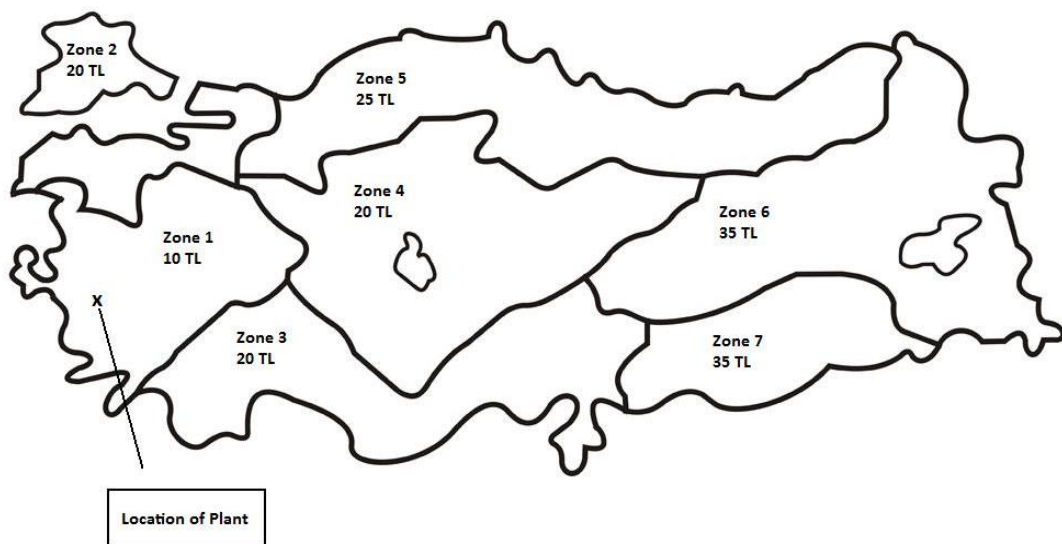 Zone 2
20 TL
Zone 5
25 TL
Zone 4
20 TL
Zone 6
35 TL
Zone 1
10 TL
X
Zone 3
20 TL
Zone 7
35 TL
Location of Plant